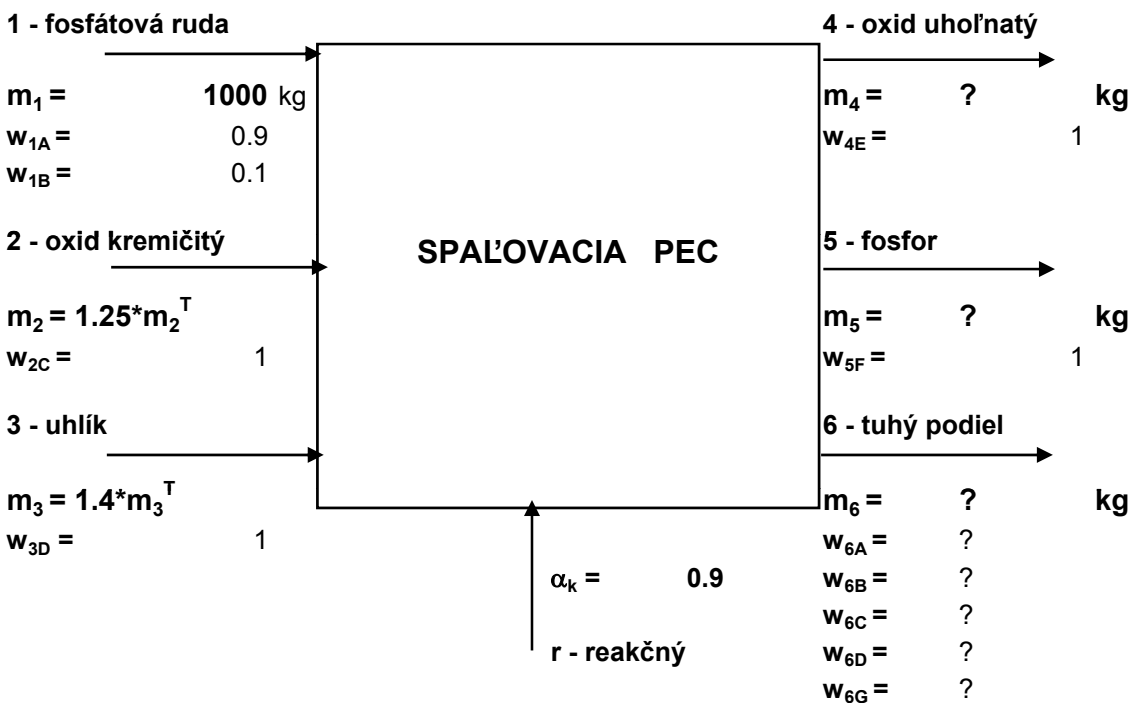 1 - fosfátová ruda
m₁ = 1000 kg
w₁A = 0.9
w₁B = 0.1
2 - oxid kremičitý
m₂ = 1.25*m₂ᵀ
w₂C = 1
3 - uhlík
m₃ = 1.4*m₃ᵀ
w₃D = 1
SPAĽOVACIA PEC
αₖ = 0.9
r - reakčný
4 - oxid uhoľnatý
m₄ = ? kg
w₄E = 1
5 - fosfor
m₅ = ? kg
w₅F = 1
6 - tuhý podiel
m₆ = ? kg
w₆A = ?
w₆B = ?
w₆C = ?
w₆D = ?
w₆G = ?